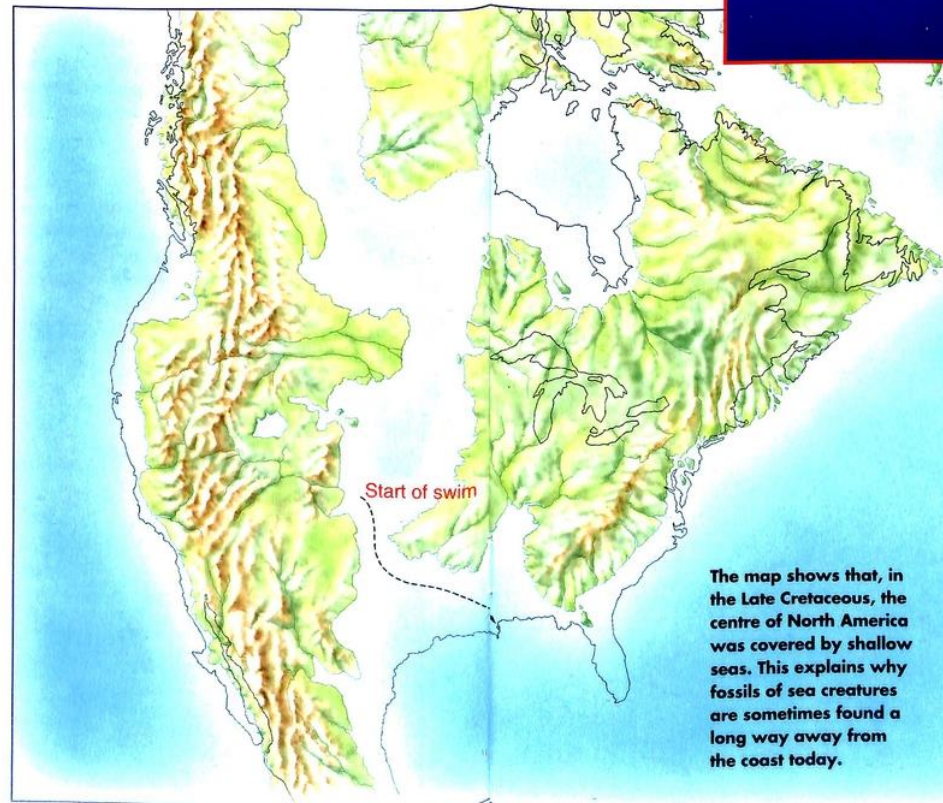 Start of swim
The map shows that, in
the Late Cretaceous, the
centre of North America
was covered by shallow
seas. This explains why
fossils of sea creatures
are sometimes found a
long way away from
the coast today.